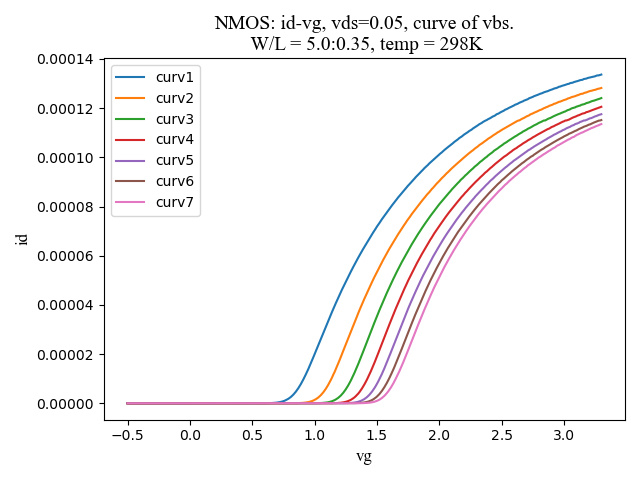 NMOS: id-vg, vds=0.05, curve of vbs.
W/L = 5.0:0.35, temp = 298K
0.00014
0.00012
0.00010
0.00008
0.00006
0.00004
0.00002
0.00000
id
curv1
curv2
curv3
curv4
curv5
curv6
curv7
−0.5 0.0 0.5 1.0 1.5 2.0 2.5 3.0
vg